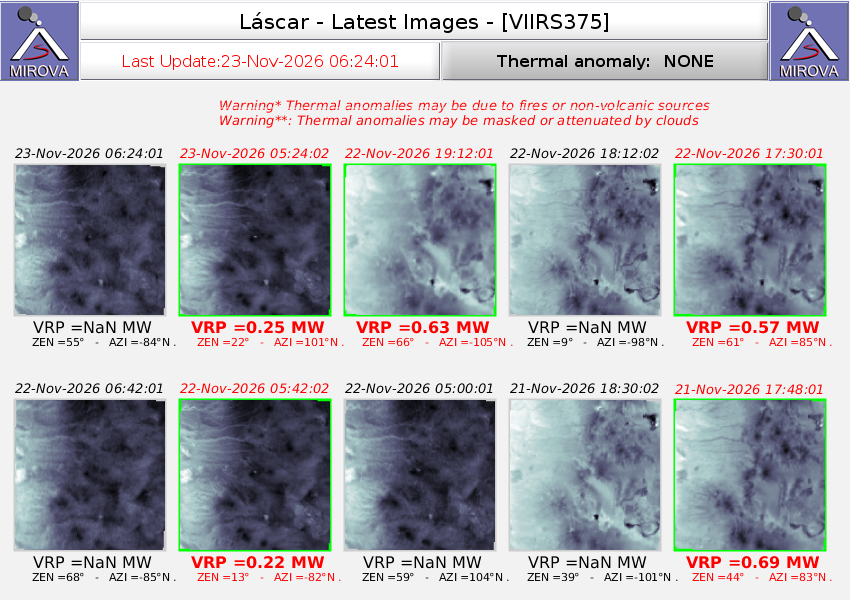 Láscar - Latest Images - [VIIRS375]
MIROVA
Last Update:23-Nov-2026 06:24:01
Thermal anomaly: NONE
MIROVA
Warning* Thermal anomalies may be due to fires or non-volcanic sources
Warning**: Thermal anomalies may be masked or attenuated by clouds
23-Nov-2026 06:24:01
23-Nov-2026 05:24:02
22-Nov-2026 19:12:01
22-Nov-2026 18:12:02
22-Nov-2026 17:30:01
VRP =NaN MW
VRP =0.25 MW
VRP =0.63 MW
VRP =NaN MW
VRP =0.57 MW
ZEN =55° - AZI =-84°N .
ZEN =22° - AZI =101°N .
ZEN =66° - AZI =-105°N .
ZEN =9° - AZI =-98°N .
ZEN =61° - AZI =85°N .
22-Nov-2026 06:42:01
22-Nov-2026 05:42:02
22-Nov-2026 05:00:01
21-Nov-2026 18:30:02
21-Nov-2026 17:48:01
VRP =NaN MW
VRP =0.22 MW
VRP =NaN MW
VRP =NaN MW
VRP =0.69 MW
ZEN =68° - AZI =-85°N .
ZEN =13° - AZI =-82°N .
ZEN =59° - AZI =104°N .
ZEN =39° - AZI =-101°N .
ZEN =44° - AZI =83°N .